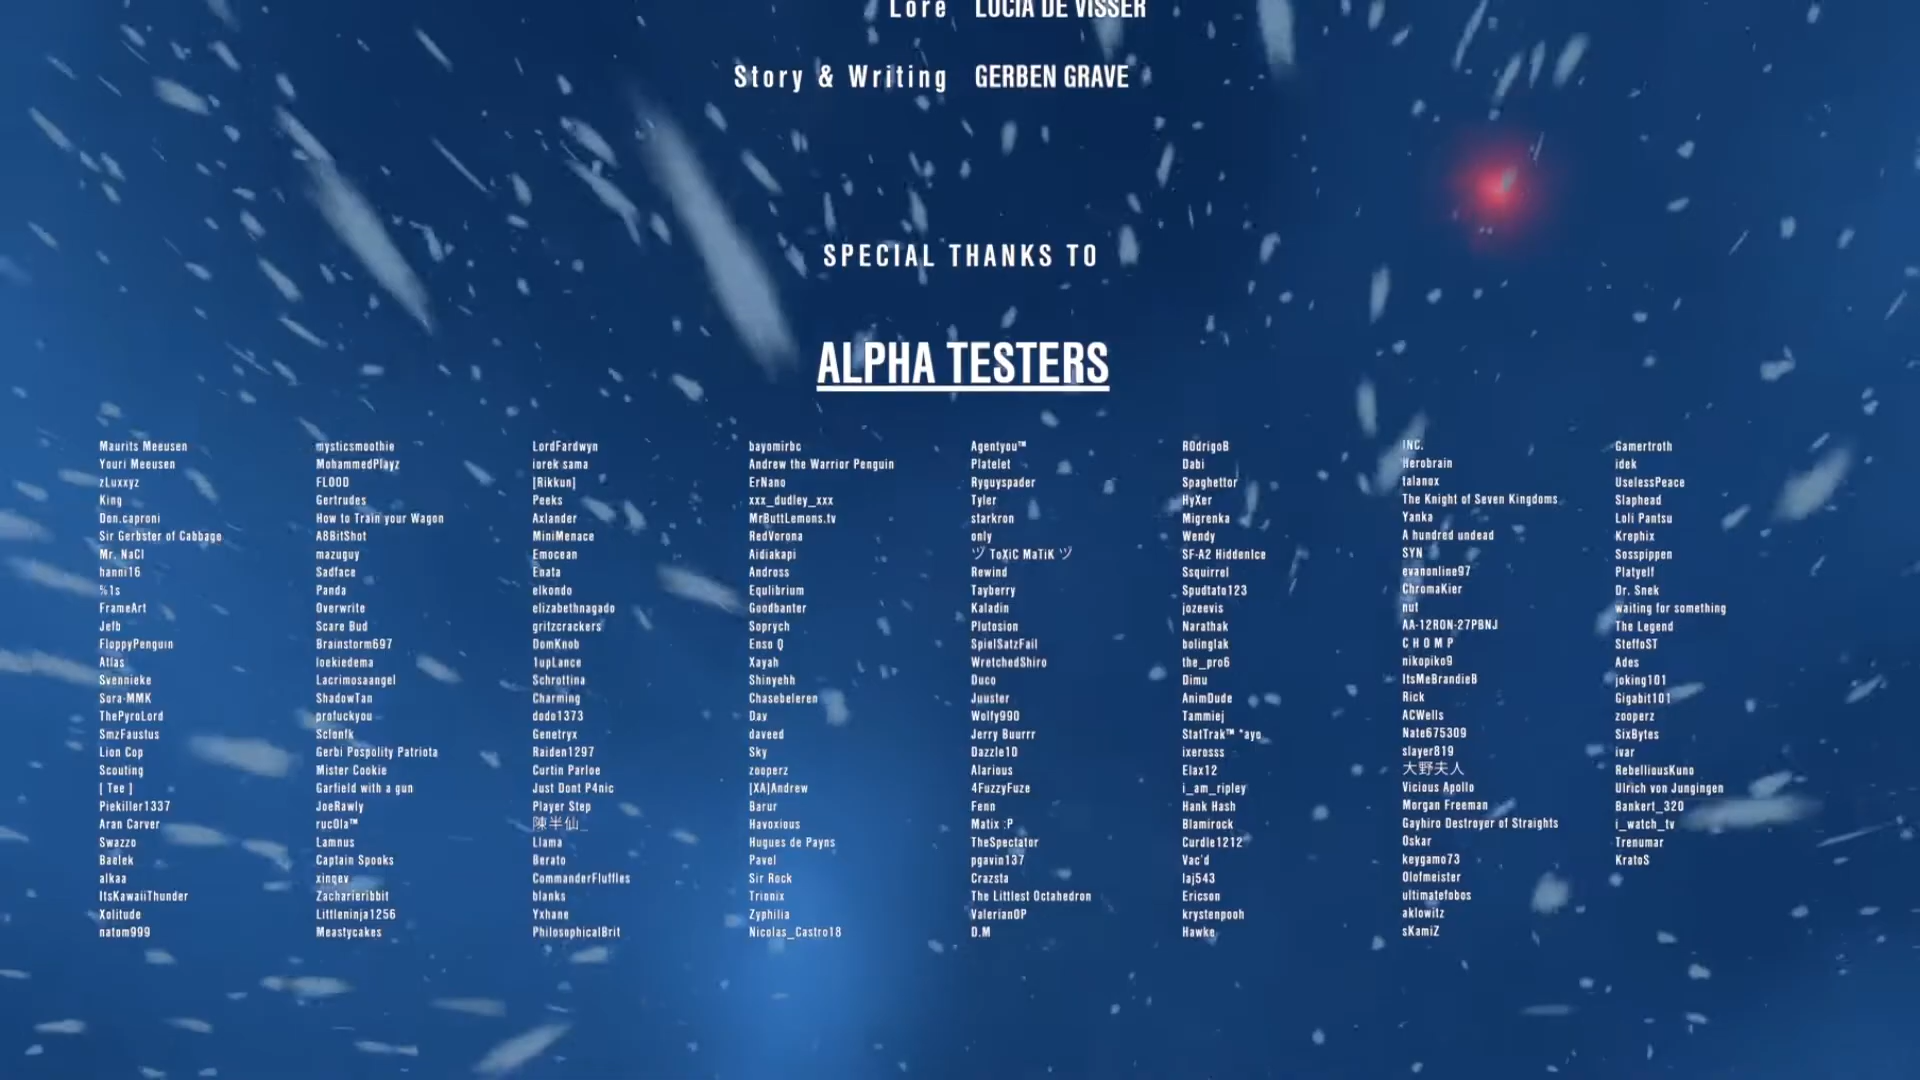 Lore LUCIA DE VISSER
Story & Writing GERBEN GRAVE
SPECIAL THANKS TO
ALPHA TESTERS
Maurits Meeusen
Youri Meeusen
zLuxxyz
King
Don.caproni
Sir Gerbster of Cabbage
Mr. NaCl
hanni16
%1s
FrameArt
Jelb
FloppyPenguin
Atlas
Svennieke
Sora-MMK
ThePyroLord
SmzFaustus
Lion Cop
Scouting
[ Tee ]
Piekiller1337
Aran Carver
Swazzo
Baelek
alkaa
ItsKawaiiThunder
Xolitude
natom999
mysticsmoothie
MohammedPlayz
FLOOD
Gertrudes
How to Train your Wagon
A8BitShot
mazuguy
Sadface
Panda
Overwrite
Scare Bud
Brainstorm697
loekiedema
Lacrimosaangel
ShadowTan
profuckyou
Sclonfk
Gerbi Pospolity Patriota
Mister Cookie
Garfield with a gun
JoeRawly
rucOla™
Lamnus
Captain Spooks
xinqev
Zacharieribbit
Littleninja1256
Meastycakes
LordFardwyn
iorek sama
[Rikkun]
Peeks
Axlander
MiniMenace
Emocean
Enata
elkondo
elizabethnagado
gritzcrackers
DomKnob
1upLance
Schrottina
Charming
dodo1373
Genetryx
Raiden1297
Curtin Parloe
Just Dont P4nic
Player Step
陳半仙_
Llama
Berato
CommanderFluffles
blanks
Yxhane
PhilosophicalBrit
bayomirbc
Andrew the Warrior Penguin
ErNano
xxx_dudley_xxx
MrButtLemons.tv
RedVorona
Aidiakapi
Andross
Equlibrium
Goodbanter
Soprych
Enso Q
Xayah
Shinyehh
Chasebeleren
Dav
daveed
Sky
zooperz
[XA]Andrew
Barur
Havoxious
Hugues de Payns
Pavel
Sir Rock
Trionix
Zyphilia
Nicolas_Castro18
Agentyou™
Platelet
Ryguyspader
Tyler
starkron
only
ヅ ToXiC MaTiK ヅ
Rewind
Tayberry
Kaladin
Plutosion
SpielSatzFail
WretchedShiro
Duco
Juuster
Wolfy990
Jerry Buurrr
Dazzle10
Alarious
4FuzzyFuze
Fenn
Matix :P
TheSpectator
pgavin137
Crazsta
The Littlest Octahedron
ValerianOP
D.M
R0drigoB
Dabi
Spaghettor
HyXer
Migrenka
Wendy
SF-A2 HiddenIce
Ssquirrel
Spudtato123
jozeevis
Narathak
bolinglak
the_pro6
Dimu
AnimDude
Tammiej
StatTrak™ *ayo
ixerosss
Elax12
i_am_ripley
Hank Hash
Blamirock
Curdle1212
Vac'd
laj543
Ericson
krystenpooh
Hawke
INC.
Herobrain
talanox
The Knight of Seven Kingdoms
Yanka
A hundred undead
SYN
evanonline97
ChromaKier
nut
AA-12RON-27PBNJ
C H O M P
nikopiko9
ItsMeBrandieB
Rick
ACWells
Nate675309
slayer819
大野夫人
Vicious Apollo
Morgan Freeman
Gayhiro Destroyer of Straights
Oskar
keygamo73
Olofmeister
ultimatefobos
aklowitz
sKamiZ
Gamertroth
idek
UselessPeace
Slaphead
Loli Pantsu
Krephix
Sosspippen
Platyelf
Dr. Snek
waiting for something
The Legend
SteffoST
Ades
joking101
Gigabit101
zooperz
SixBytes
ivar
RebelliousKuno
Ulrich von Jungingen
Bankert_320
i_watch_tv
Trenumar
KratoS